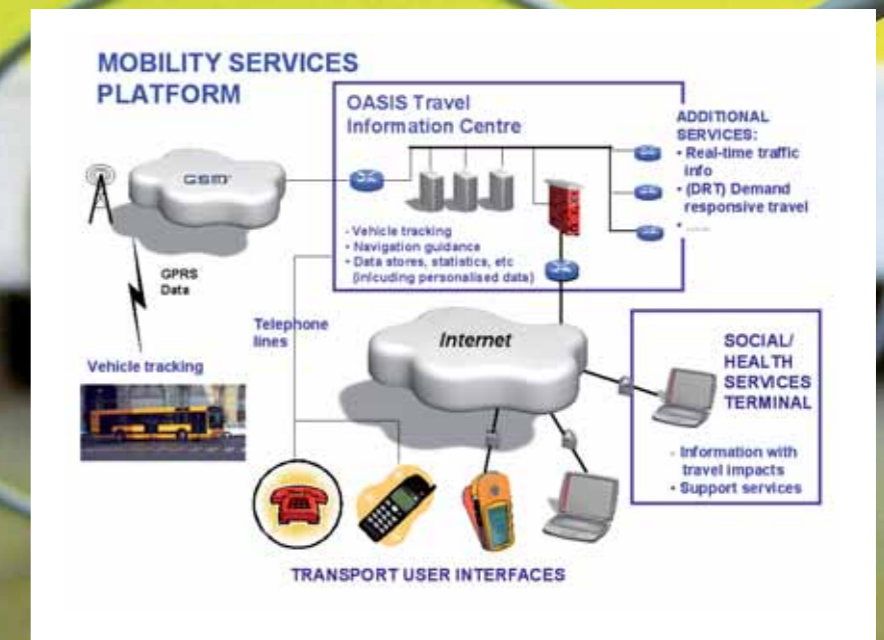 MOBILITY SERVICES
PLATFORM
OASIS Travel
Information Centre
ADDITIONAL
SERVICES:
• Real-time traffic
info
• (DRT) Demand
responsive travel
• ......
GSM
- Vehicle tracking
• Navigation guidance
• Data stores, statistics, etc
(inlcuding personalised data)
GPRS
Data
Telephone
lines
Internet
Vehicle tracking
SOCIAL/
HEALTH
SERVICES
TERMINAL
- Information with
travel impacts
• Support services
TRANSPORT USER INTERFACES